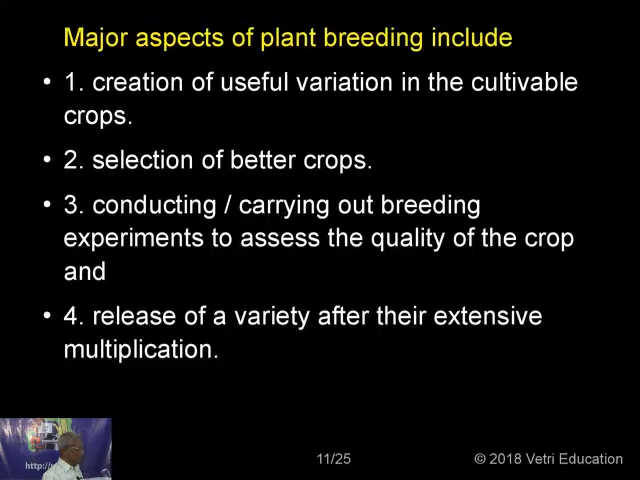 Major aspects of plant breeding include
• 1. creation of useful variation in the cultivable
crops.
• 2. selection of better crops.
• 3. conducting / carrying out breeding
experiments to assess the quality of the crop
and
• 4. release of a variety after their extensive
multiplication.
http://
11/25
© 2018 Vetri Education